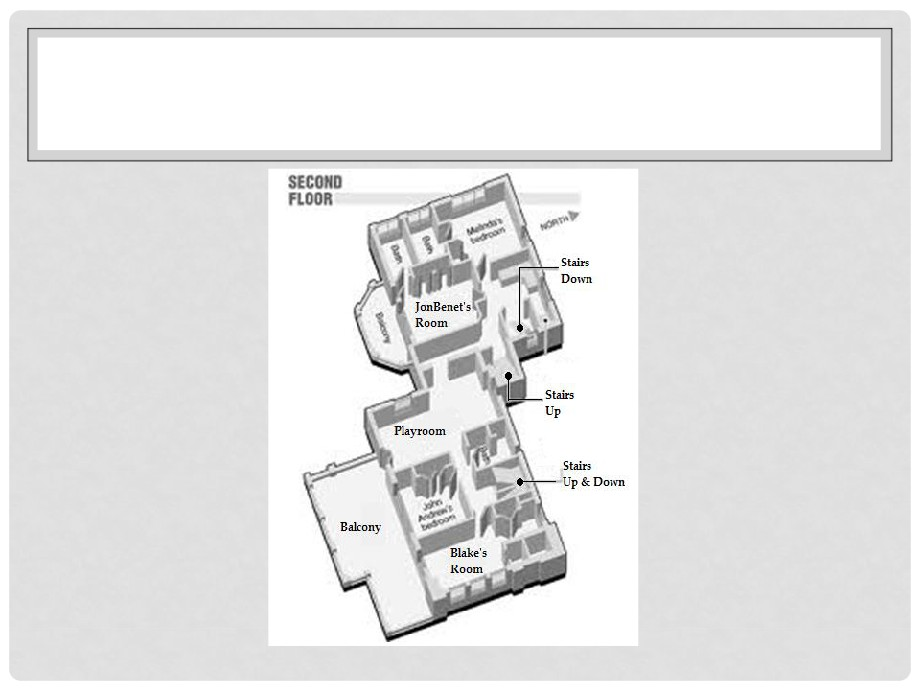 SECOND
FLOOR
NORTH
Melinda's
bedroom
Bath
Bath
Stairs
Down
JonBenet's
Room
Balcony
Stairs
Up
Playroom
Stairs
Up & Down
John
Andrew's
bedroom
Balcony
Blake's
Room